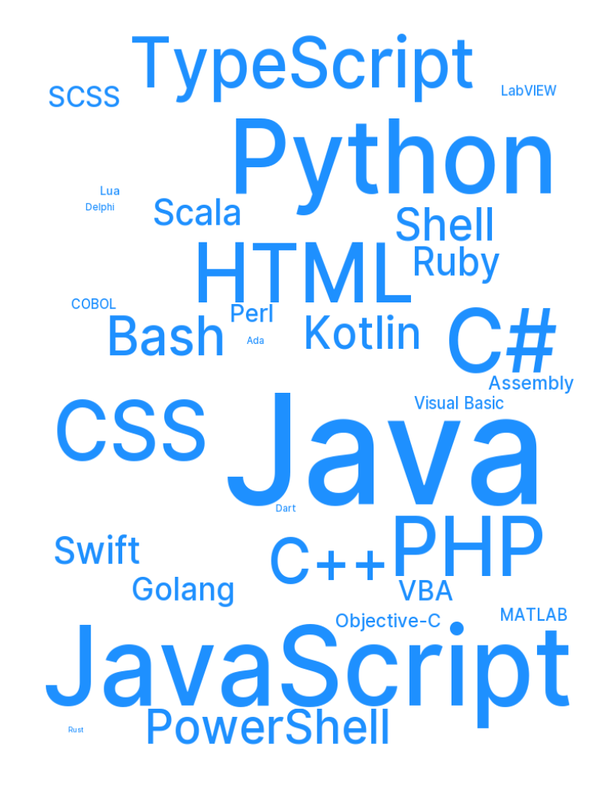 TypeScript
SCSS
LabVIEW
Python
Lua
Delphi
Scala
Shell
HTML
Ruby
COBOL
Perl
Bash
Ada
Kotlin
C#
Assembly
CSS
Visual Basic
Java
Dart
Swift
C++
PHP
Golang
VBA
Objective-C
MATLAB
JavaScript
PowerShell
Rust